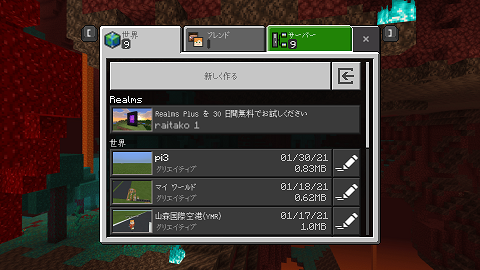 世界
9
フレンド
サーバー
9
新しく作る
Realms
Realms Plus を 30 日間無料でお試しください
raitako 1
世界
pi3
クリエイティブ
01/30/21
0.83MB
マイ ワールド
クリエイティブ
01/18/21
0.62MB
山森国際空港(YMR)
クリエイティブ
01/17/21
1.0MB